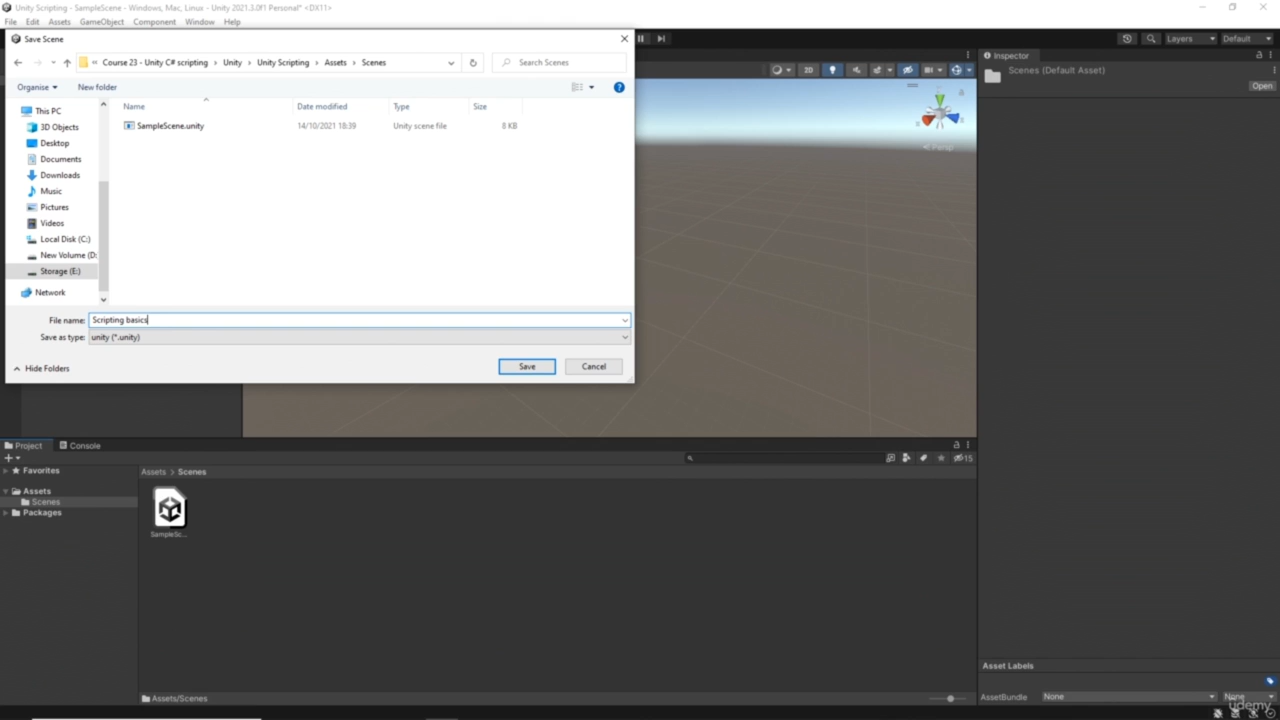 Unity Scripting - SampleScene - Windows, Mac, Linux - Unity 2021.3.0f1 Personal* <DX11>
File Edit Assets GameObject Component Window Help
Save Scene
Layers Default
Course 23 - Unity C# scripting Unity Unity Scripting Assets Scenes
Search Scenes
Organise New folder
Name Date modified Type Size
SampleScene.unity 14/10/2021 18:39 Unity scene file 8 KB
This PC
3D Objects
Desktop
Documents
Downloads
Music
Pictures
Videos
Local Disk (C:)
New Volume (D:
Storage (E:)
Network
File name: Scripting basics
Save as type: unity (*.unity)
Hide Folders
Save Cancel
2D
Persp
Inspector
Scenes (Default Asset)
Open
Project Console
15
Favorites
Assets
Scenes
Packages
Assets > Scenes
SampleSc...
Assets/Scenes
Asset Labels
AssetBundle None None
udemy